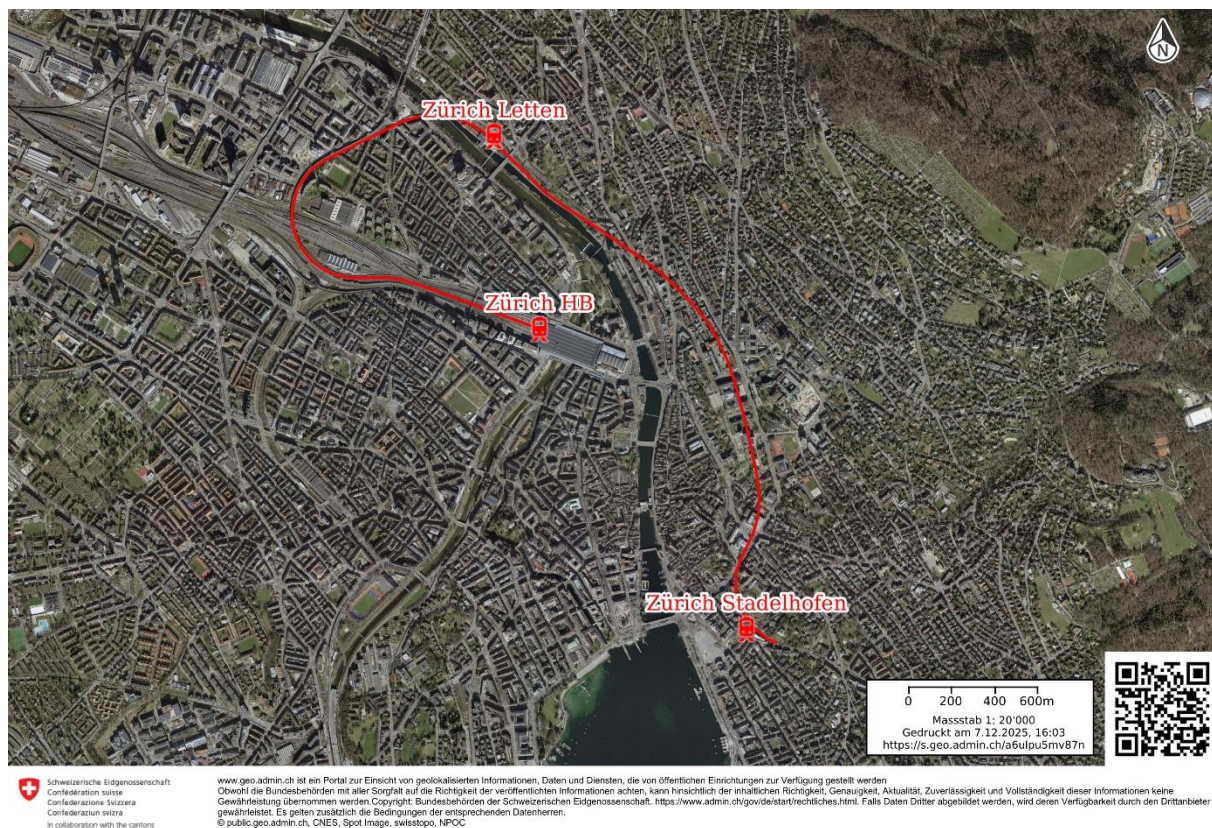 N
Zürich Letten
Zürich HB
Zürich Stadelhofen
0 200 400 600m
Massstab 1: 20'000
Gedruckt am 7.12.2025, 16:03
https://s.geo.admin.ch/a6ulpu5mv87n
Schweizerische Eidgenossenschaft
Confédération suisse
Confederazione Svizzera
Confederaziun svizra
In collaboration with the cantons
www.geo.admin.ch ist ein Portal zur Einsicht von geolokalisierten Informationen, Daten und Diensten, die von öffentlichen Einrichtungen zur Verfügung gestellt werden
Obwohl die Bundesbehörden mit aller Sorgfalt auf die Richtigkeit der veröffentlichten Informationen achten, kann hinsichtlich der inhaltlichen Richtigkeit, Genauigkeit, Aktualität, Zuverlässigkeit und Vollständigkeit dieser Informationen keine
Gewährleistung übernommen werden.Copyright: Bundesbehörden der Schweizerischen Eidgenossenschaft. https://www.admin.ch/gov/de/start/rechtliches.html. Falls Daten Dritter abgebildet werden, wird deren Verfügbarkeit durch den Drittanbieter
gewährleistet. Es gelten zusätzlich die Bedingungen der entsprechenden Datenherren.
© public.geo.admin.ch, CNES, Spot Image, swisstopo, NPOC